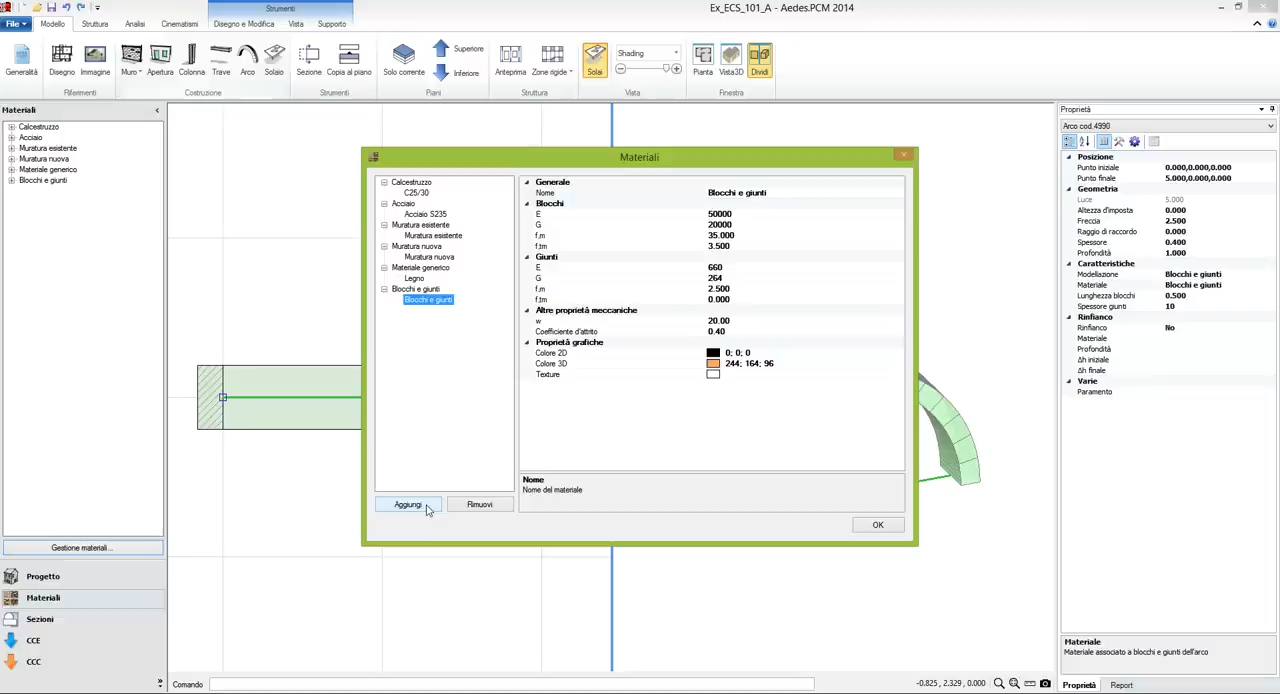 Strumenti
Ex_ECS_101_A - Aedes.PCM 2014
File
Modello
Struttura
Analisi
Cinematismi
Disegno e Modifica
Vista
Supporto
Generalità
Disegno
Immagine
Muro
Apertura
Colonna
Trave
Arco
Solaio
Sezione
Copia al piano
Solo corrente
Superiore
Inferiore
Anteprima
Zone rigide
Solai
Shading
Pianta
Vista3D
Dividi
Riferimenti
Costruzione
Strumenti
Piani
Struttura
Vista
Finestra
Materiali
Calcestruzzo
Acciaio
Muratura esistente
Muratura nuova
Materiale generico
Blocchi e giunti
Gestione materiali...
Progetto
Materiali
Sezioni
CCE
CCC
Materiali
Calcestruzzo
C25/30
Acciaio
Acciaio S235
Muratura esistente
Muratura esistente
Muratura nuova
Muratura nuova
Materiale generico
Legno
Blocchi e giunti
Blocchi e giunti
Aggiungi
Rimuovi
Generale
Nome Blocchi e giunti
Blocchi
E 50000
G 20000
f,m 35.000
f,tm 3.500
Giunti
E 660
G 264
f,m 2.500
f,tm 0.000
Altre proprietà meccaniche
w 20.00
Coefficiente d'attrito 0.40
Proprietà grafiche
Colore 2D 0; 0; 0
Colore 3D 244; 164; 96
Texture
Nome
Nome del materiale
OK
Proprietà
Arco cod.4990
Posizione
Punto iniziale 0.000,0.000,0.000
Punto finale 5.000,0.000,0.000
Geometria
Luce 5.000
Altezza d'imposta 0.000
Freccia 2.500
Raggio di raccordo 0.000
Spessore 0.400
Profondità 1.000
Caratteristiche
Modellazione Blocchi e giunti
Materiale Blocchi e giunti
Lunghezza blocchi 0.500
Spessore giunti 10
Rinfianco
Rinfianco No
Materiale
Profondità
Δh iniziale
Δh finale
Varie
Paramento
Materiale
Materiale associato a blocchi e giunti dell'arco
Proprietà
Report
Comando
-0.825 , 2.329 , 0.000